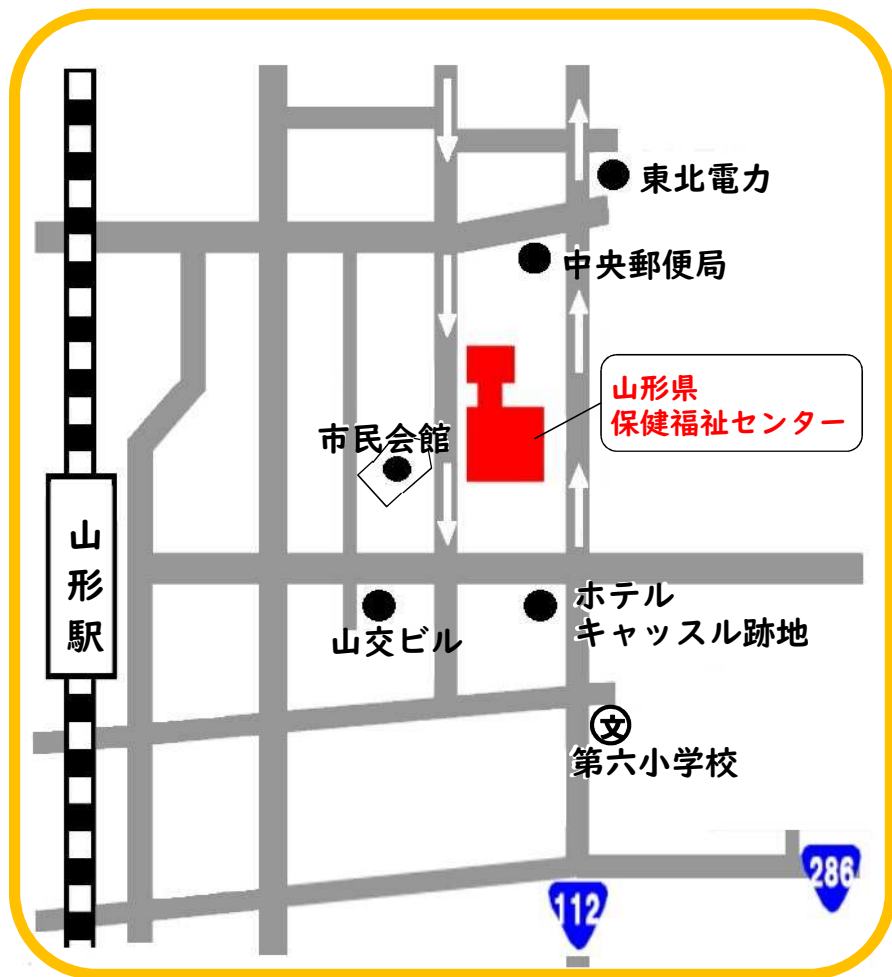 東北電力
中央郵便局
山形県
保健福祉センター
市民会館
山形駅
ホテル
キャッスル跡地
山交ビル
文
第六小学校
286
112